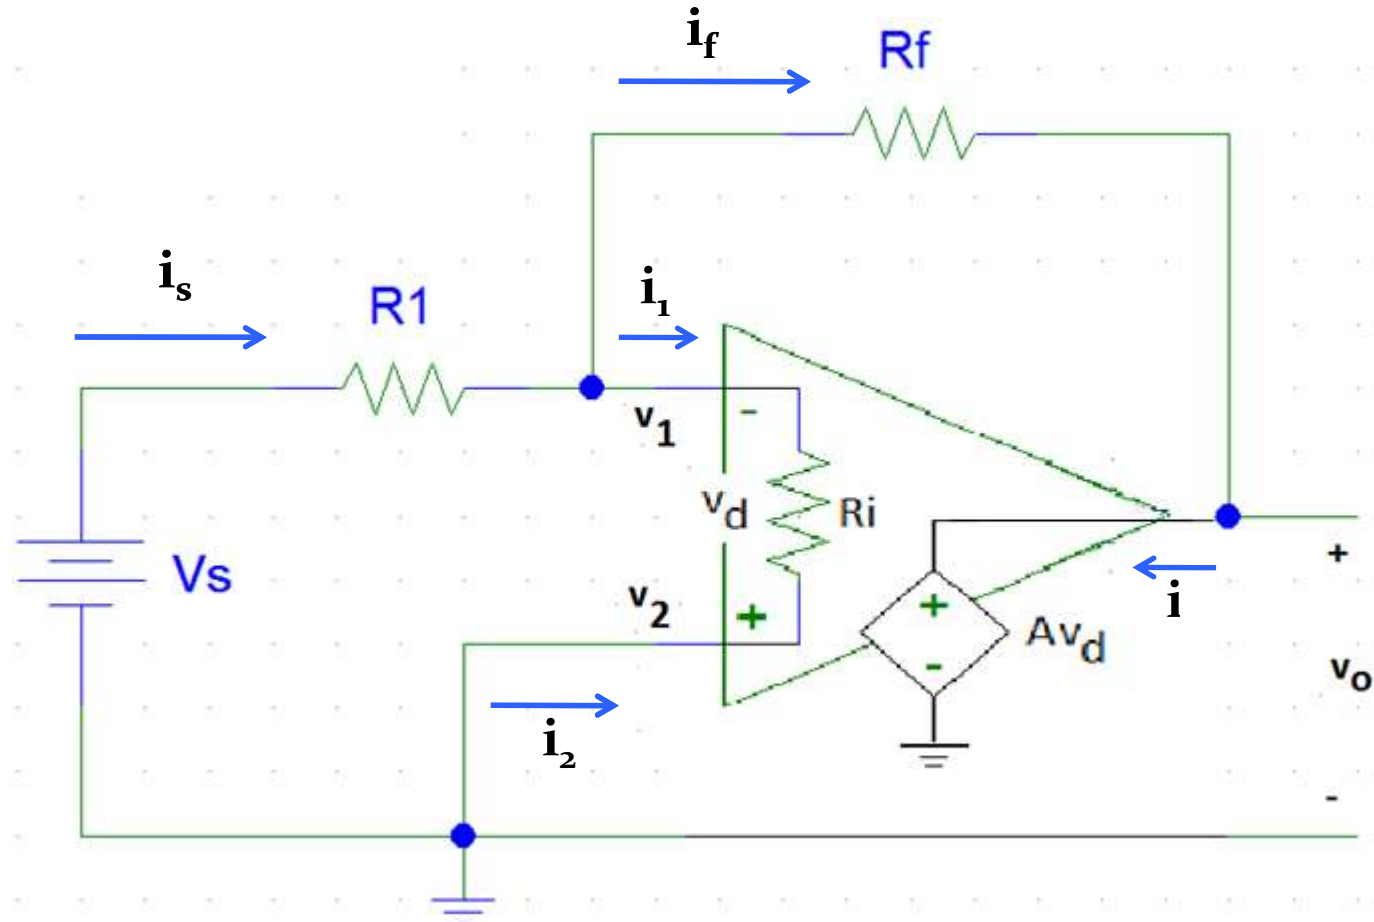 i_f
Rf
i_s
R1
i_1
v_1
-
v_d
Ri
Vs
v_2
+
i_2
+
-
Av_d
i
+
v_o
-